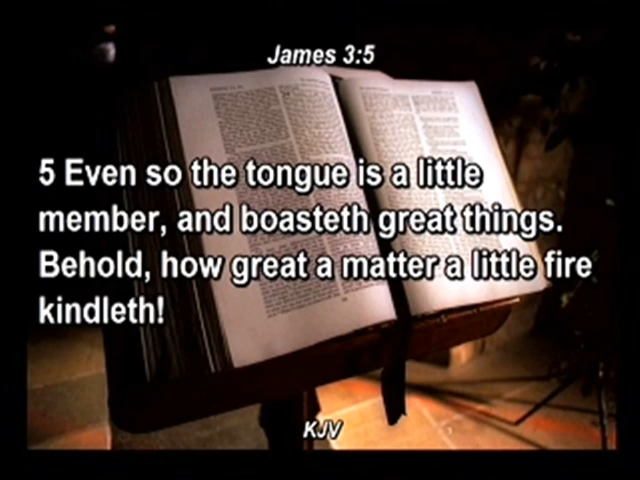 James 3:5
5 Even so the tongue is a little
member, and boasteth great things.
Behold, how great a matter a little fire
kindleth!
KJV